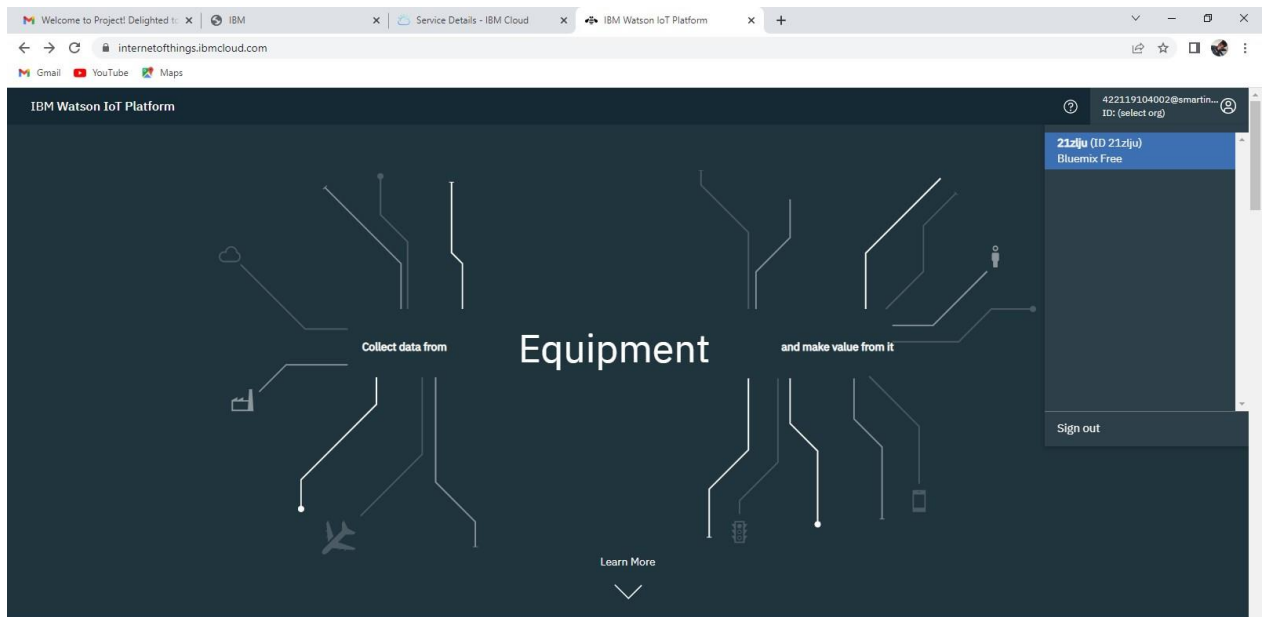 Welcome to Project! Delighted to
IBM
Service Details - IBM Cloud
IBM Watson IoT Platform
internetofthings.ibmcloud.com
Gmail
YouTube
Maps
IBM Watson IoT Platform
422119104002@smartin...
ID: (select org)
21zlju (ID 21zlju)
Bluemix Free
Collect data from
Equipment
and make value from it
Sign out
Learn More